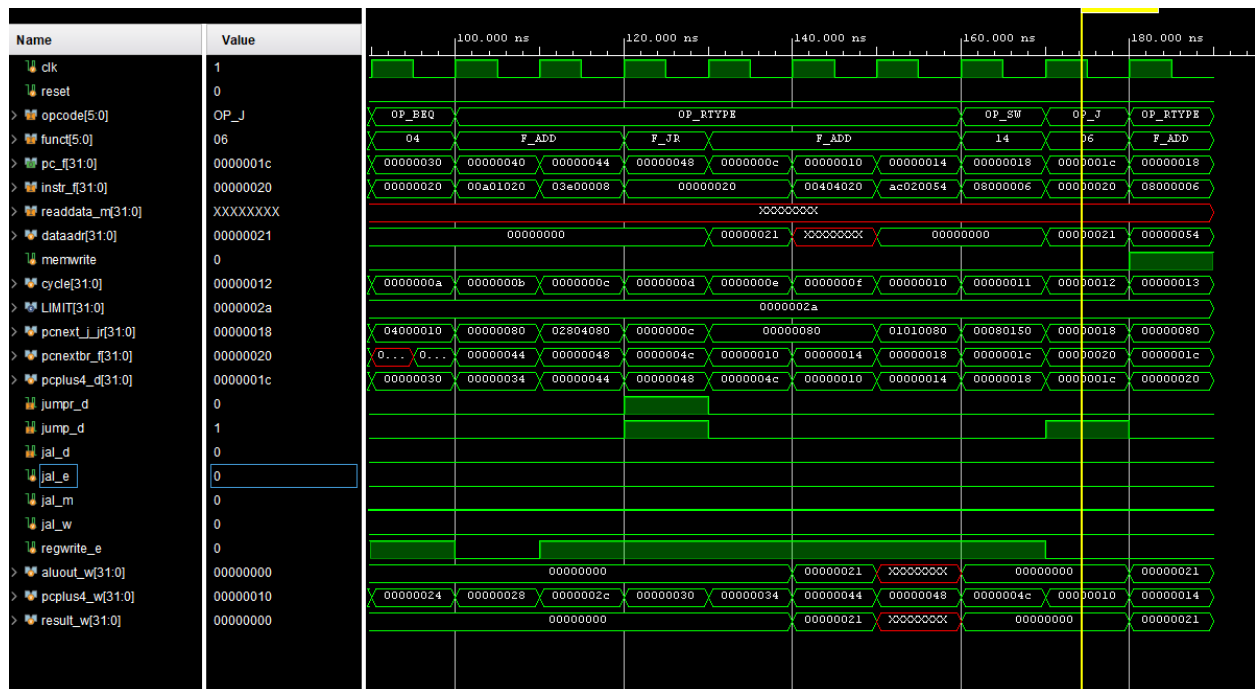 Name Value 100.000 ns 120.000 ns 140.000 ns 160.000 ns 180.000 ns
clk 1
reset 0
opcode[5:0] OP_J OP_BEQ OP_RTYPE OP_SW OP_J OP_RTYPE
funct[5:0] 06 04 F_ADD F_JR F_ADD 14 06 F_ADD
pc_f[31:0] 0000001c 00000030 00000040 00000044 00000048 0000000c 00000010 00000014 00000018 0000001c 00000018
instr_f[31:0] 00000020 00000020 00a01020 03e00008 00000020 00404020 ac020054 08000006 00000020 08000006
readdata_m[31:0] XXXXXXXX XXXXXXXX
dataadr[31:0] 00000021 00000000 00000021 XXXXXXXX 00000000 00000021 00000054
memwrite 0
cycle[31:0] 00000012 0000000a 0000000b 0000000c 0000000d 0000000e 0000000f 00000010 00000011 00000012 00000013
LIMIT[31:0] 0000002a 0000002a
pcnext_j_jr[31:0] 00000018 04000010 00000080 02804080 0000000c 00000080 01010080 00080150 00000018 00000080
pcnextbr_f[31:0] 00000020 0... 0... 00000044 00000048 0000004c 00000010 00000014 00000018 0000001c 00000020 0000001c
pcplus4_d[31:0] 0000001c 00000030 00000034 00000044 00000048 0000004c 00000010 00000014 00000018 0000001c 00000020
jumpr_d 0
jump_d 1
jal_d 0
jal_e 0
jal_m 0
jal_w 0
regwrite_e 0
aluout_w[31:0] 00000000 00000000 00000021 XXXXXXXX 00000000 00000021
pcplus4_w[31:0] 00000010 00000024 00000028 0000002c 00000030 00000034 00000044 00000048 0000004c 00000010 00000014
result_w[31:0] 00000000 00000000 00000021 XXXXXXXX 00000000 00000021